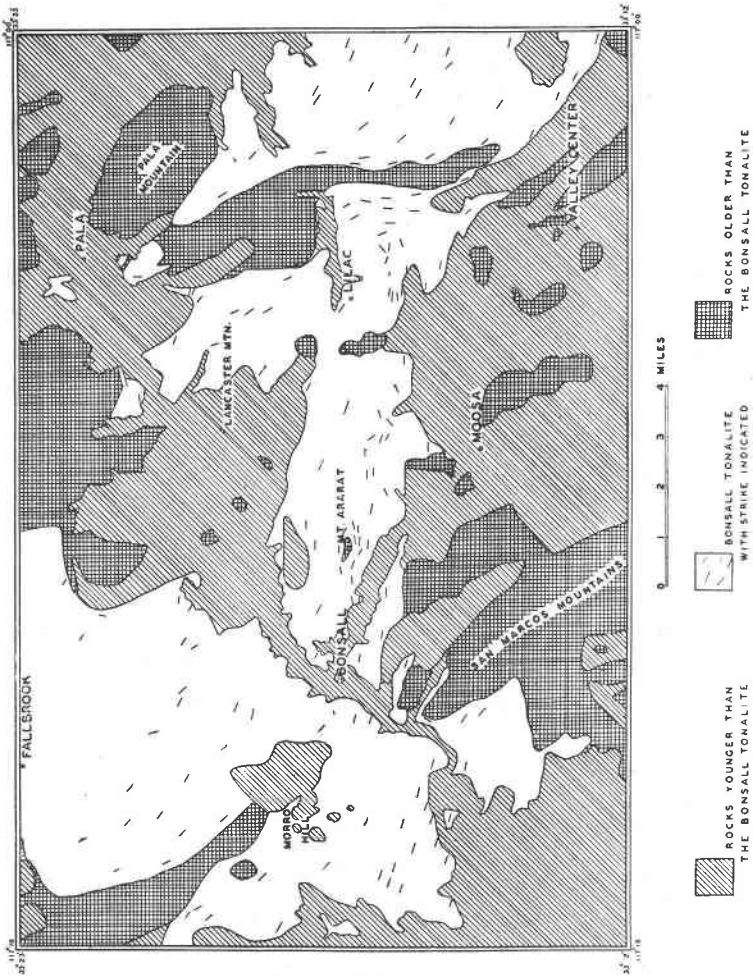 FALLBROOK
PALA
PALA
MOUNTAIN
LANCASTER MTN.
MORRO
HILL
BONSALL
MT. ARARAT
LILAC
MOOSA
SAN MARCOS MOUNTAINS
VALLEY CENTER
33° 12'
0 1 2 3 4 MILES
ROCKS YOUNGER THAN
THE BONSALL TONALITE
BONSALL TONALITE
WITH STRIKE INDICATED
ROCKS OLDER THAN
THE BONSALL TONALITE